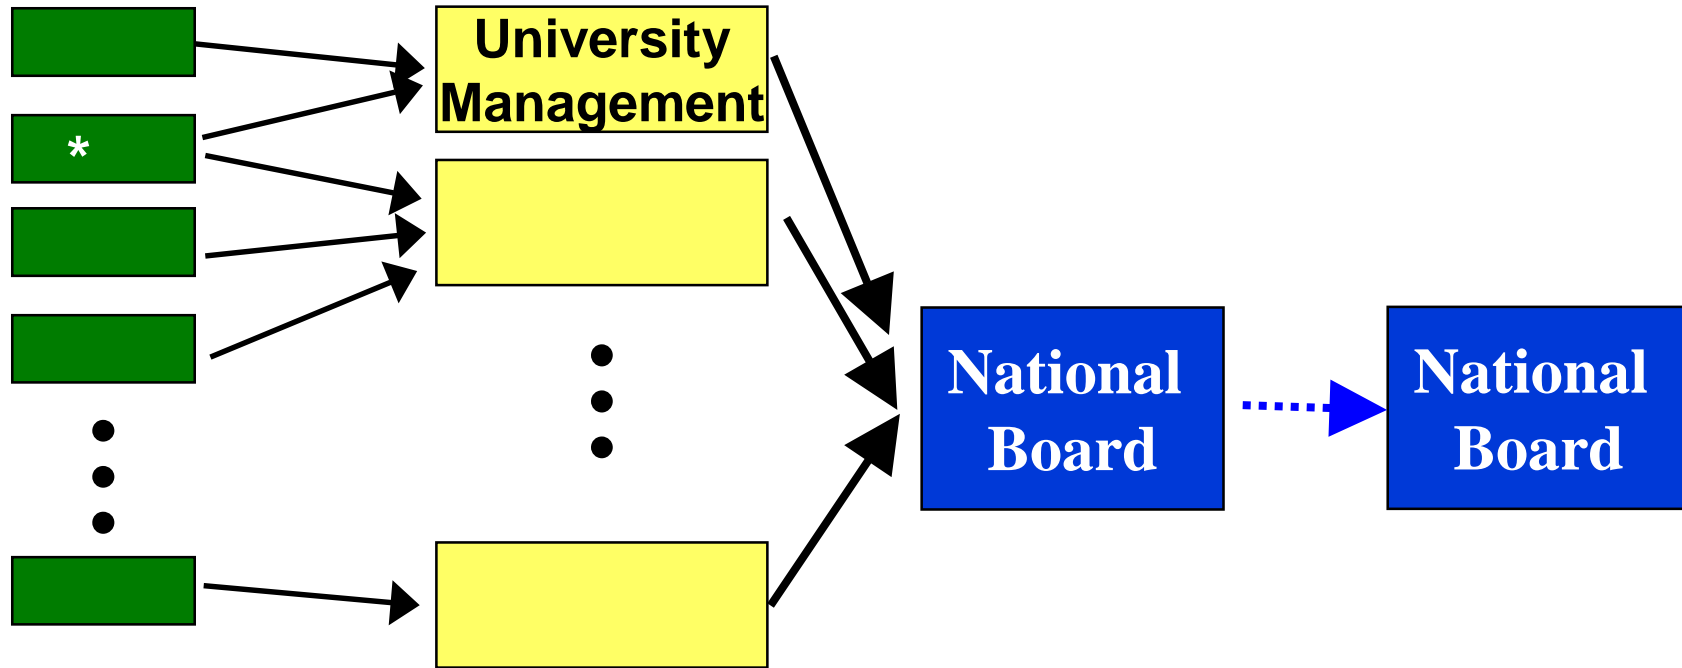 University
Management
*
National
Board
National
Board